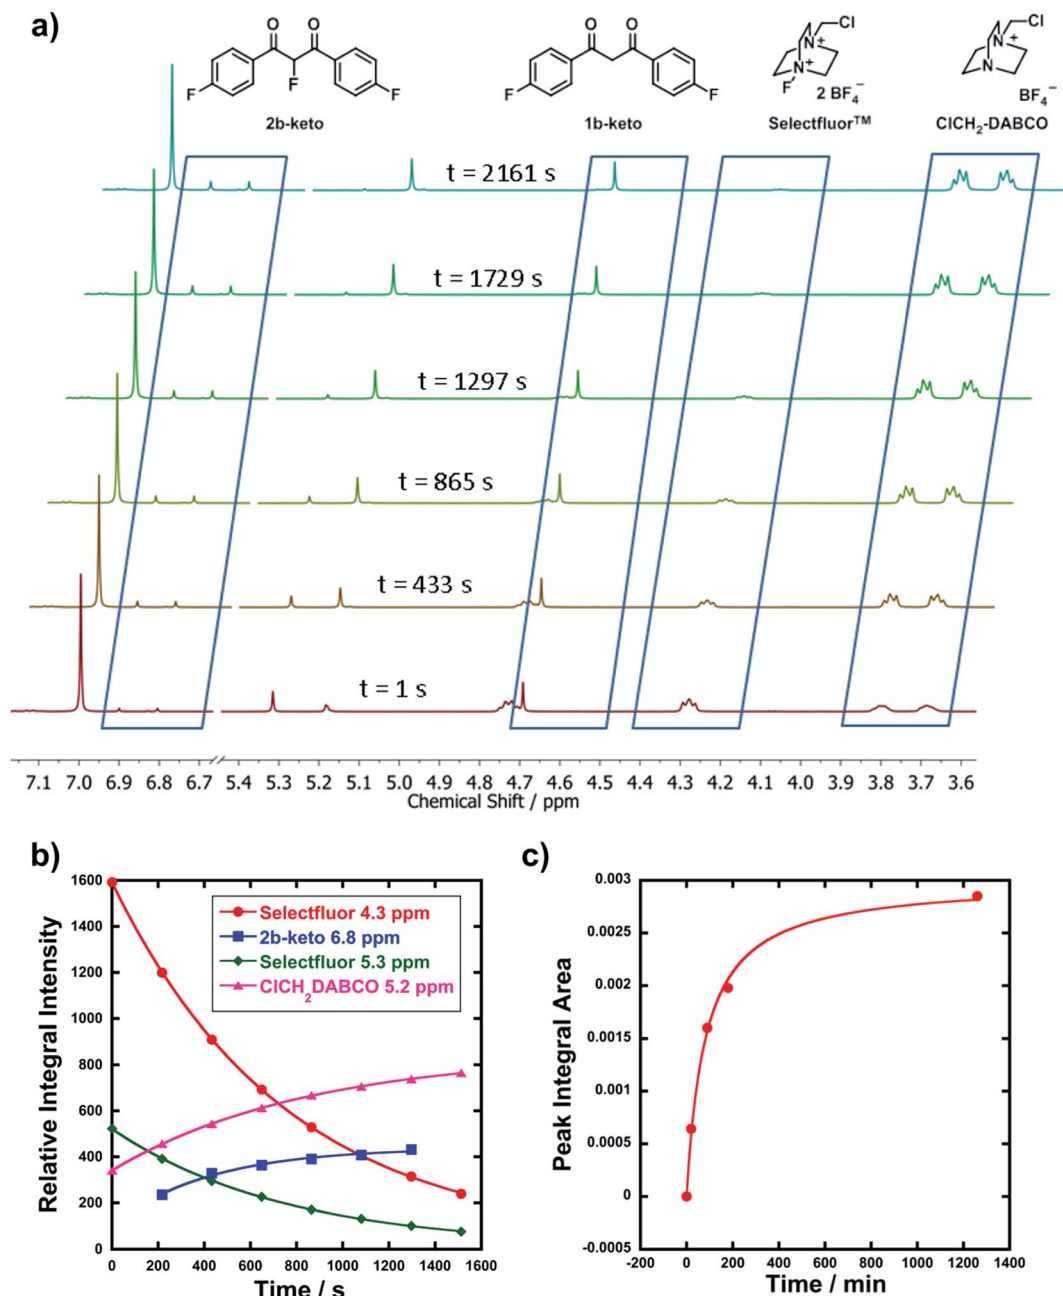 a)
O O
F F F
2b-keto
O O
F F
1b-keto
Cl
N+
N+
F 2 BF4−
Selectfluor™
Cl
N+
N
BF4−
ClCH2-DABCO
t = 2161 s
t = 1729 s
t = 1297 s
t = 865 s
t = 433 s
t = 1 s
7.1 7.0 6.9 6.8 6.7 5.4 5.3 5.2 5.1 5.0 4.9 4.8 4.7 4.6 4.5 4.4 4.3 4.2 4.1 4.0 3.9 3.8 3.7 3.6
Chemical Shift / ppm
b)
Relative Integral Intensity
1600
1400
1200
1000
800
600
400
200
0
Selectfluor 4.3 ppm
2b-keto 6.8 ppm
Selectfluor 5.3 ppm
ClCH2DABCO 5.2 ppm
0 200 400 600 800 1000 1200 1400 1600
Time / s
c)
Peak Integral Area
0.003
0.0025
0.002
0.0015
0.001
0.0005
0
-0.0005
-200 0 200 400 600 800 1000 1200 1400
Time / min